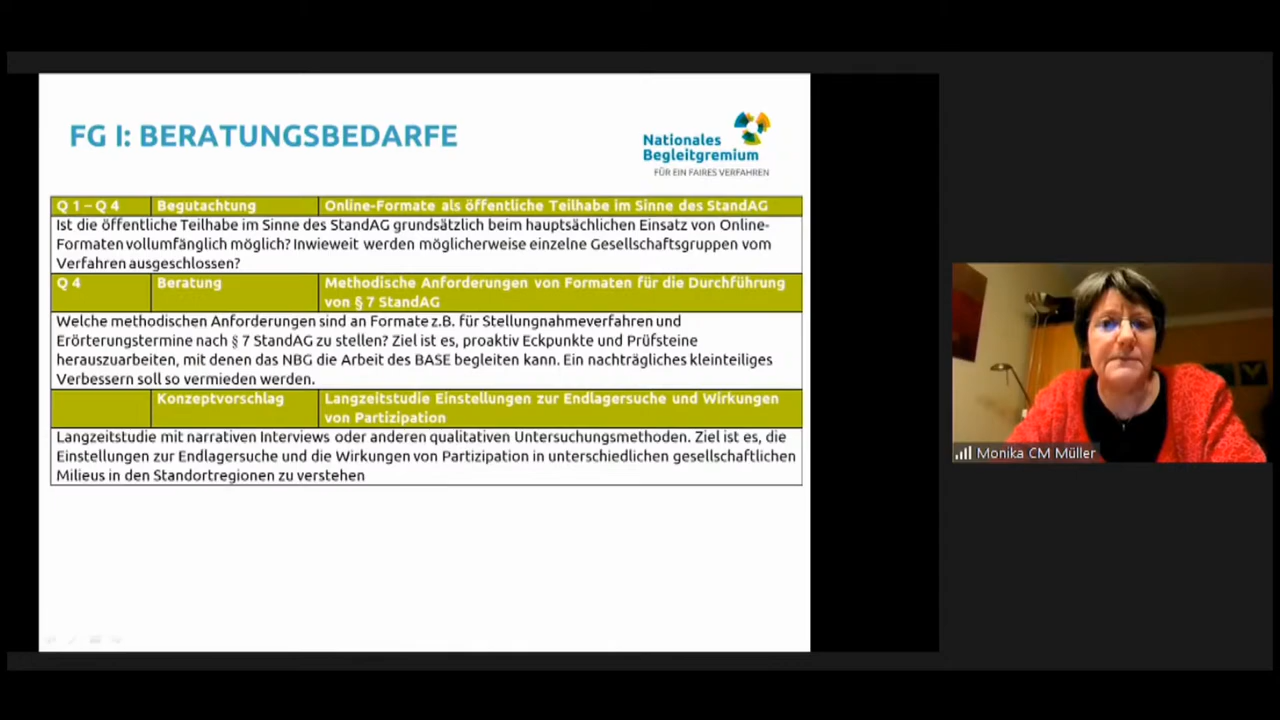 FG I: BERATUNGSBEDARFE
Nationales
Begleitgremium
FÜR EIN FAIRES VERFAHREN
Q 1 – Q 4 Begutachtung Online-Formate als öffentliche Teilhabe im Sinne des StandAG
Ist die öffentliche Teilhabe im Sinne des StandAG grundsätzlich beim hauptsächlichen Einsatz von Online-
Formaten vollumfänglich möglich? Inwieweit werden möglicherweise einzelne Gesellschaftsgruppen vom
Verfahren ausgeschlossen?
Q 4 Beratung Methodische Anforderungen von Formaten für die Durchführung
von § 7 StandAG
Welche methodischen Anforderungen sind an Formate z.B. für Stellungnahmeverfahren und
Erörterungstermine nach § 7 StandAG zu stellen? Ziel ist es, proaktiv Eckpunkte und Prüfsteine
herauszuarbeiten, mit denen das NBG die Arbeit des BASE begleiten kann. Ein nachträgliches kleinteiliges
Verbessern soll so vermieden werden.
Konzeptvorschlag Langzeitstudie Einstellungen zur Endlagersuche und Wirkungen
von Partizipation
Langzeitstudie mit narrativen Interviews oder anderen qualitativen Untersuchungsmethoden. Ziel ist es, die
Einstellungen zur Endlagersuche und die Wirkungen von Partizipation in unterschiedlichen gesellschaftlichen
Milieus in den Standortregionen zu verstehen
Monika CM Müller